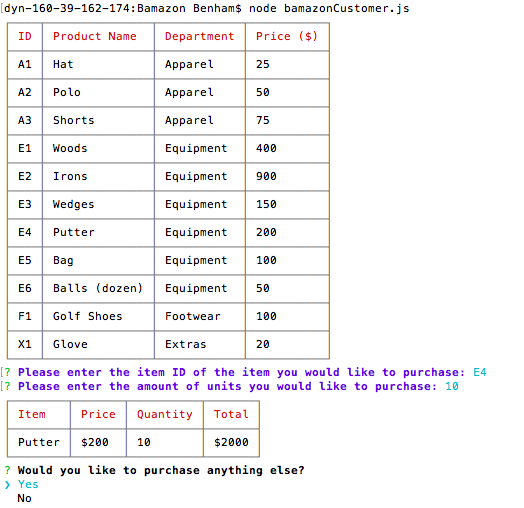 [dyn-160-39-162-174:Bamazon Benham$ node bamazonCustomer.js
ID Product Name Department Price ($)
A1 Hat Apparel 25
A2 Polo Apparel 50
A3 Shorts Apparel 75
E1 Woods Equipment 400
E2 Irons Equipment 900
E3 Wedges Equipment 150
E4 Putter Equipment 200
E5 Bag Equipment 100
E6 Balls (dozen) Equipment 50
F1 Golf Shoes Footwear 100
X1 Glove Extras 20
[? Please enter the item ID of the item you would like to purchase: E4
[? Please enter the amount of units you would like to purchase: 10
Item Price Quantity Total
Putter $200 10 $2000
? Would you like to purchase anything else?
❯ Yes
No